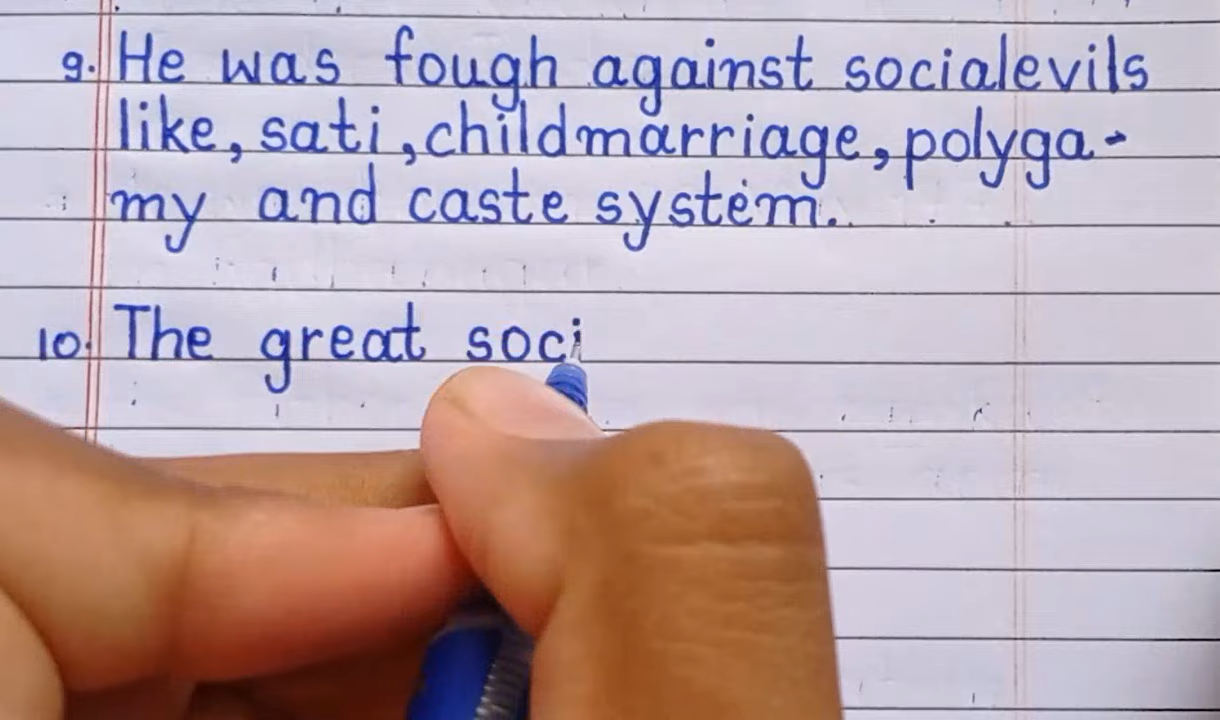 9. He was fough against socialevils
like, sati, childmarriage, polyga-
my and caste system.
10. The great soci